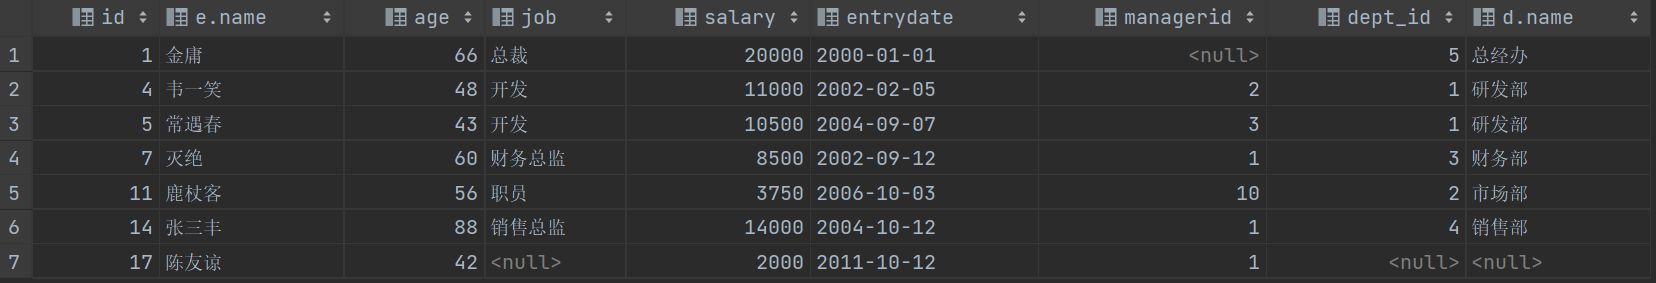 id e.name age job salary entrydate managerid dept_id d.name
1 1 金庸 66 总裁 20000 2000-01-01 <null> 5 总经办
2 4 韦一笑 48 开发 11000 2002-02-05 2 1 研发部
3 5 常遇春 43 开发 10500 2004-09-07 3 1 研发部
4 7 灭绝 60 财务总监 8500 2002-09-12 1 3 财务部
5 11 鹿杖客 56 职员 3750 2006-10-03 10 2 市场部
6 14 张三丰 88 销售总监 14000 2004-10-12 1 4 销售部
7 17 陈友谅 42 <null> 2000 2011-10-12 1 <null> <null>